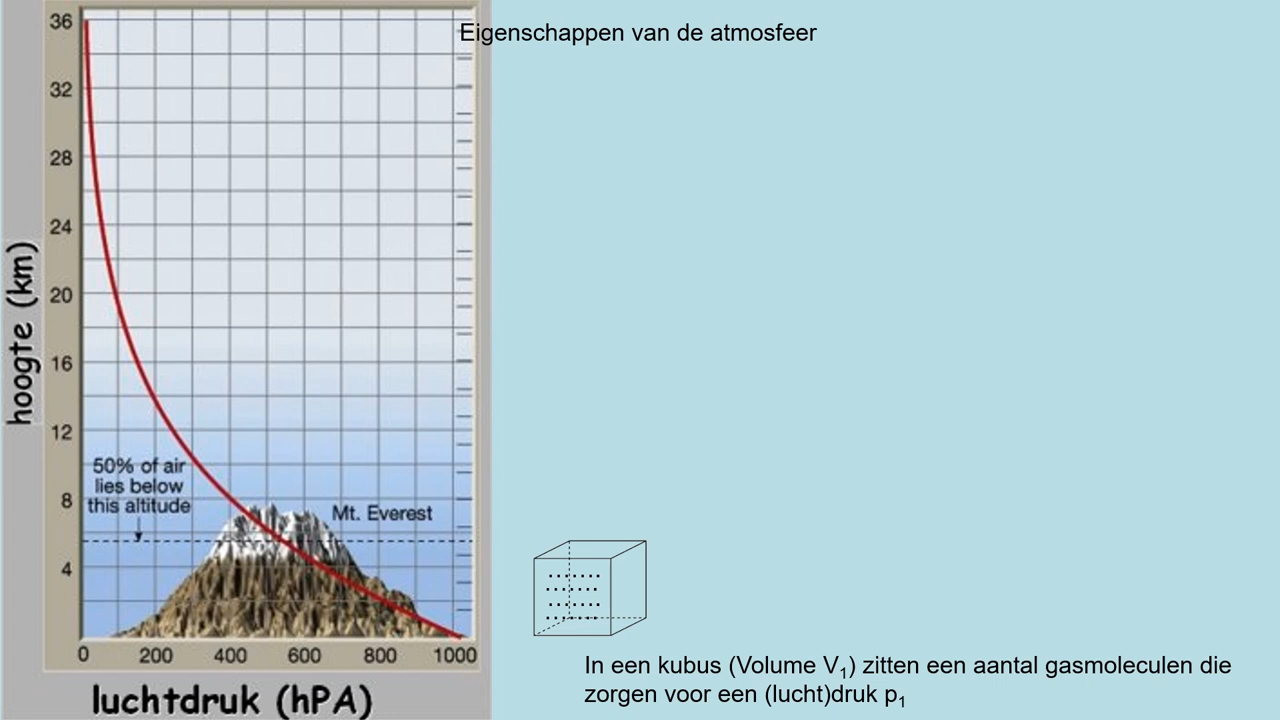 Eigenschappen van de atmosfeer
36
32
28
24
20
16
12
8
4
hoogte (km)
50% of air
lies below
this altitude
Mt. Everest
0 200 400 600 800 1000
luchtdruk (hPA)
In een kubus (Volume V₁) zitten een aantal gasmoleculen die
zorgen voor een (lucht)druk p₁